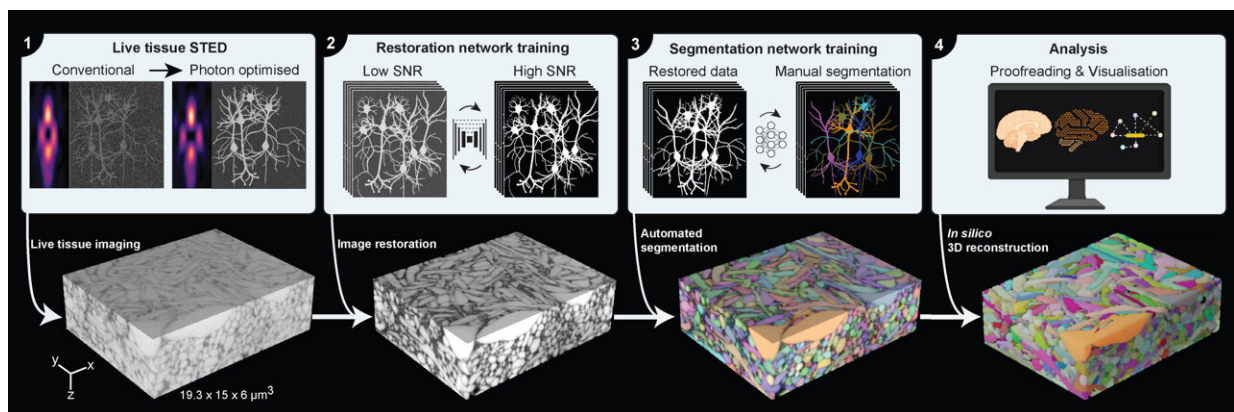 1
Live tissue STED
Conventional
Photon optimised
2
Restoration network training
Low SNR
High SNR
3
Segmentation network training
Restored data
Manual segmentation
4
Analysis
Proofreading & Visualisation
Live tissue imaging
Image restoration
Automated
segmentation
In silico
3D reconstruction
y
x
z
19.3 x 15 x 6 µm³